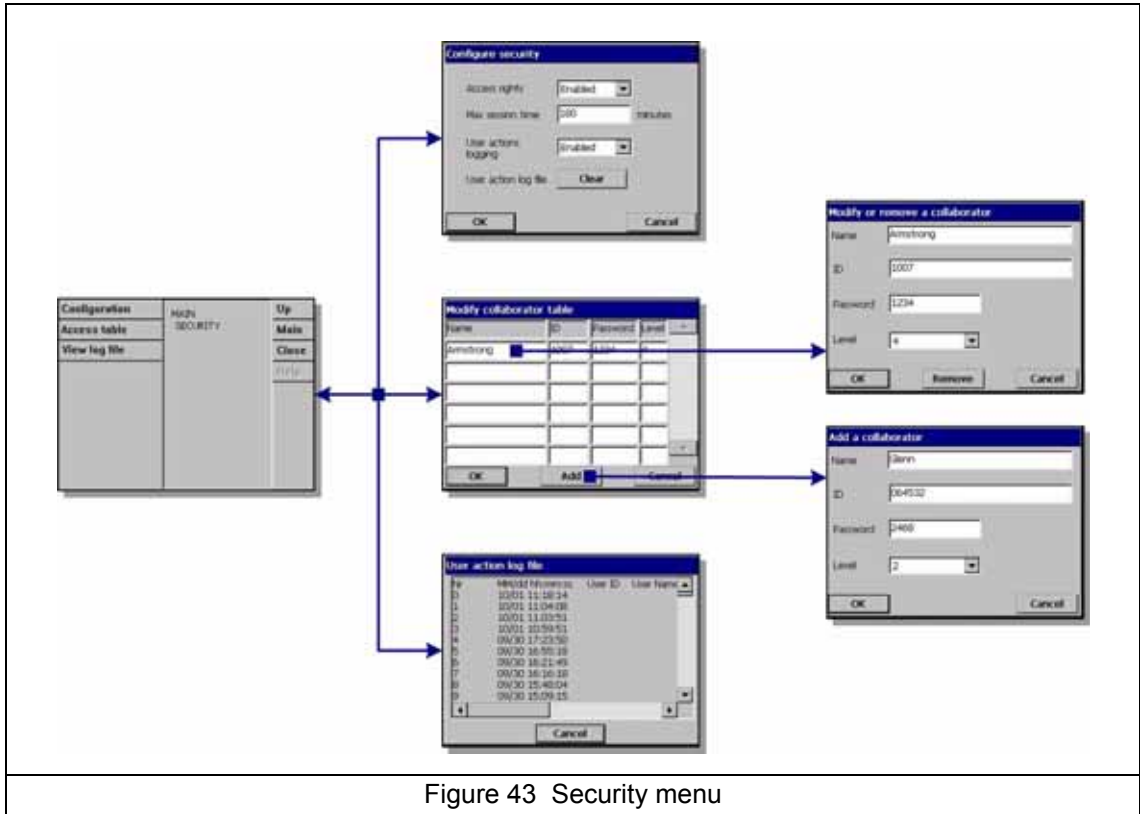 Configure security
Access rights Enabled
Max session time 180 minutes
User actions logging Enabled
User action log file Clear
OK Cancel
Configuration
Access table
View log file
MAIN
SECURITY
Up
Main
Close
Help
Modify collaborator table
Name ID Password Level
Armstrong 1007 1234
OK Add Cancel
Modify or remove a collaborator
Name Armstrong
ID 1007
Password 1234
Level 4
OK Remove Cancel
Add a collaborator
Name Glenn
ID 064532
Password 2468
Level 2
OK Cancel
User action log file
Nr MM/dd hh:mm:ss User ID User Name
0 10/01 11:18:14
1 10/01 11:04:08
2 10/01 11:03:51
3 10/01 10:59:51
4 09/30 17:23:50
5 09/30 16:55:18
6 09/30 16:21:49
7 09/30 16:16:18
8 09/30 15:48:04
9 09/30 15:09:15
Cancel
Figure 43 Security menu